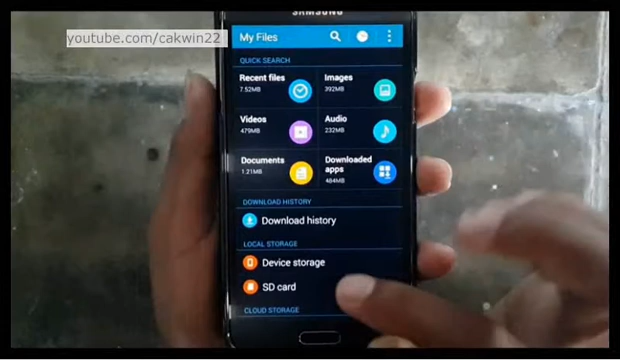 SAMSUNG
youtube.com/cakwin22
My Files
QUICK SEARCH
Recent files
7.52MB
Images
392MB
Videos
479MB
Audio
232MB
Documents
1.21MB
Downloaded apps
484MB
DOWNLOAD HISTORY
Download history
LOCAL STORAGE
Device storage
SD card
CLOUD STORAGE